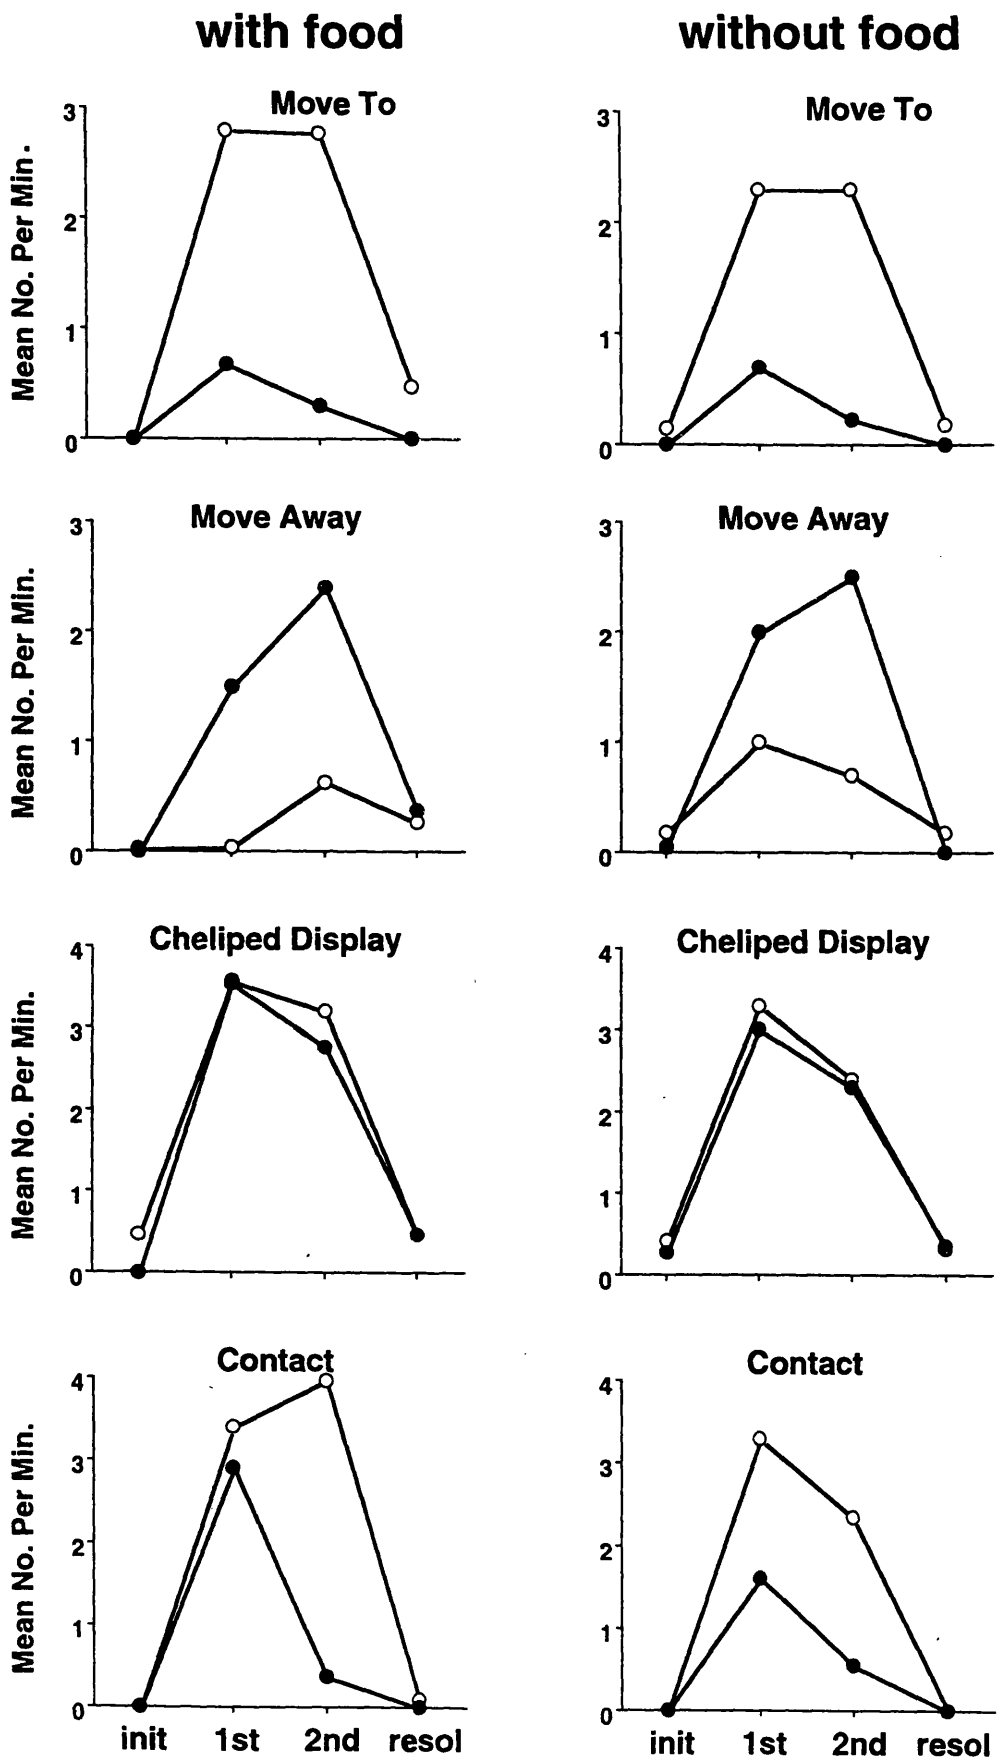 with food
without food
Move To
Move To
Mean No. Per Min.
3
2
1
0
3
2
1
0
Move Away
Move Away
Mean No. Per Min.
3
2
1
0
3
2
1
0
Cheliped Display
Cheliped Display
Mean No. Per Min.
4
3
2
1
0
4
3
2
1
0
Contact
Contact
Mean No. Per Min.
4
3
2
1
0
4
3
2
1
0
init 1st 2nd resol
init 1st 2nd resol